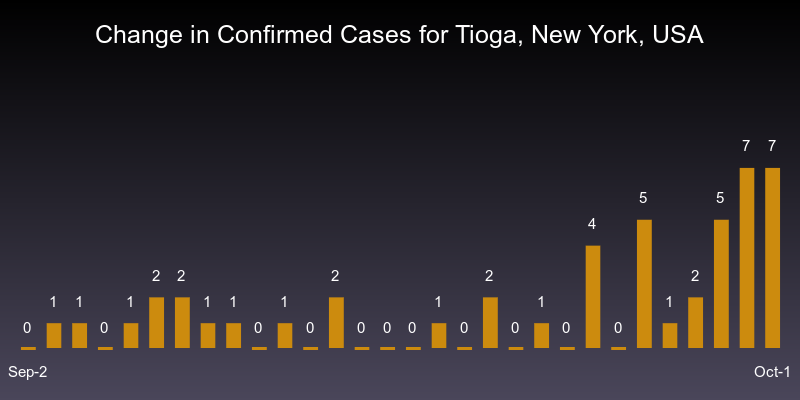 Change in Confirmed Cases for Tioga, New York, USA
7 7
5 5
4
2 2 2 2 2
1 1 1 1 1 1 1 1 1
0 0 0 0 0 0 0 0 0 0 0
Sep-2 Oct-1